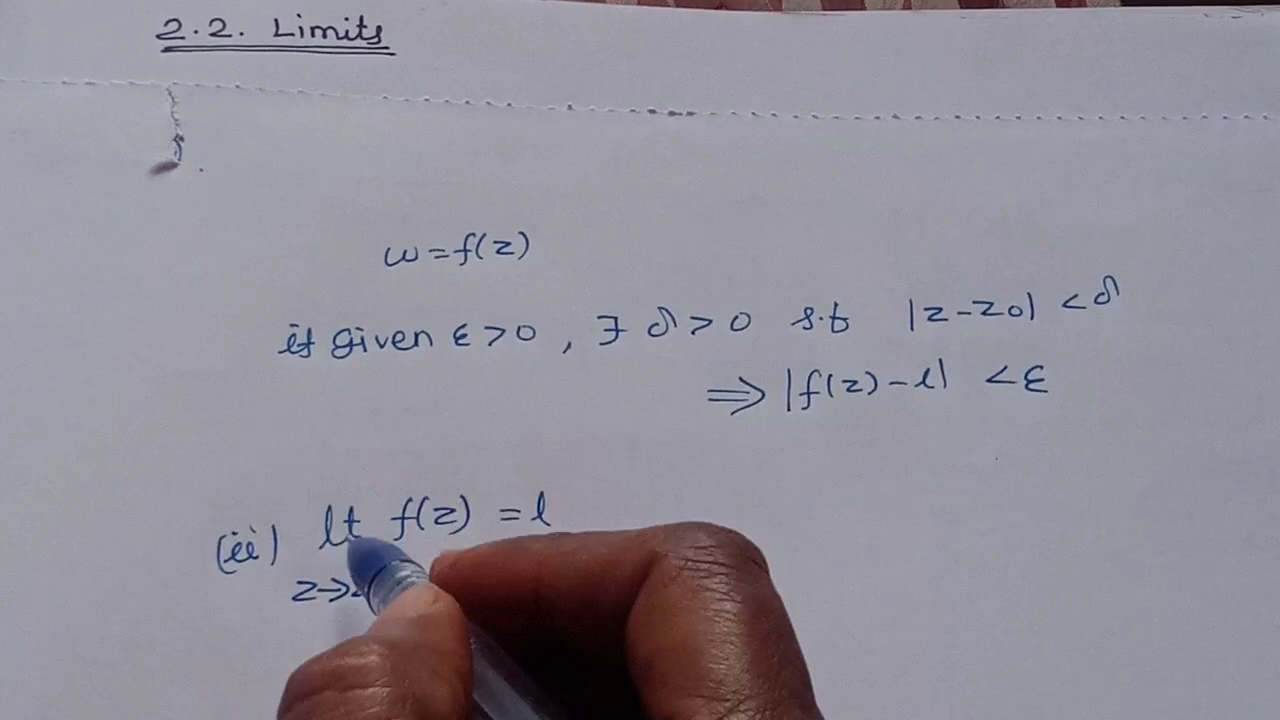 2.2. Limits
w=f(z)
if given ε>0, ∃ δ>0 s.t |z-z0| <δ
⟹ |f(z)-l| <ε
(ii) lt f(z) = l
z→